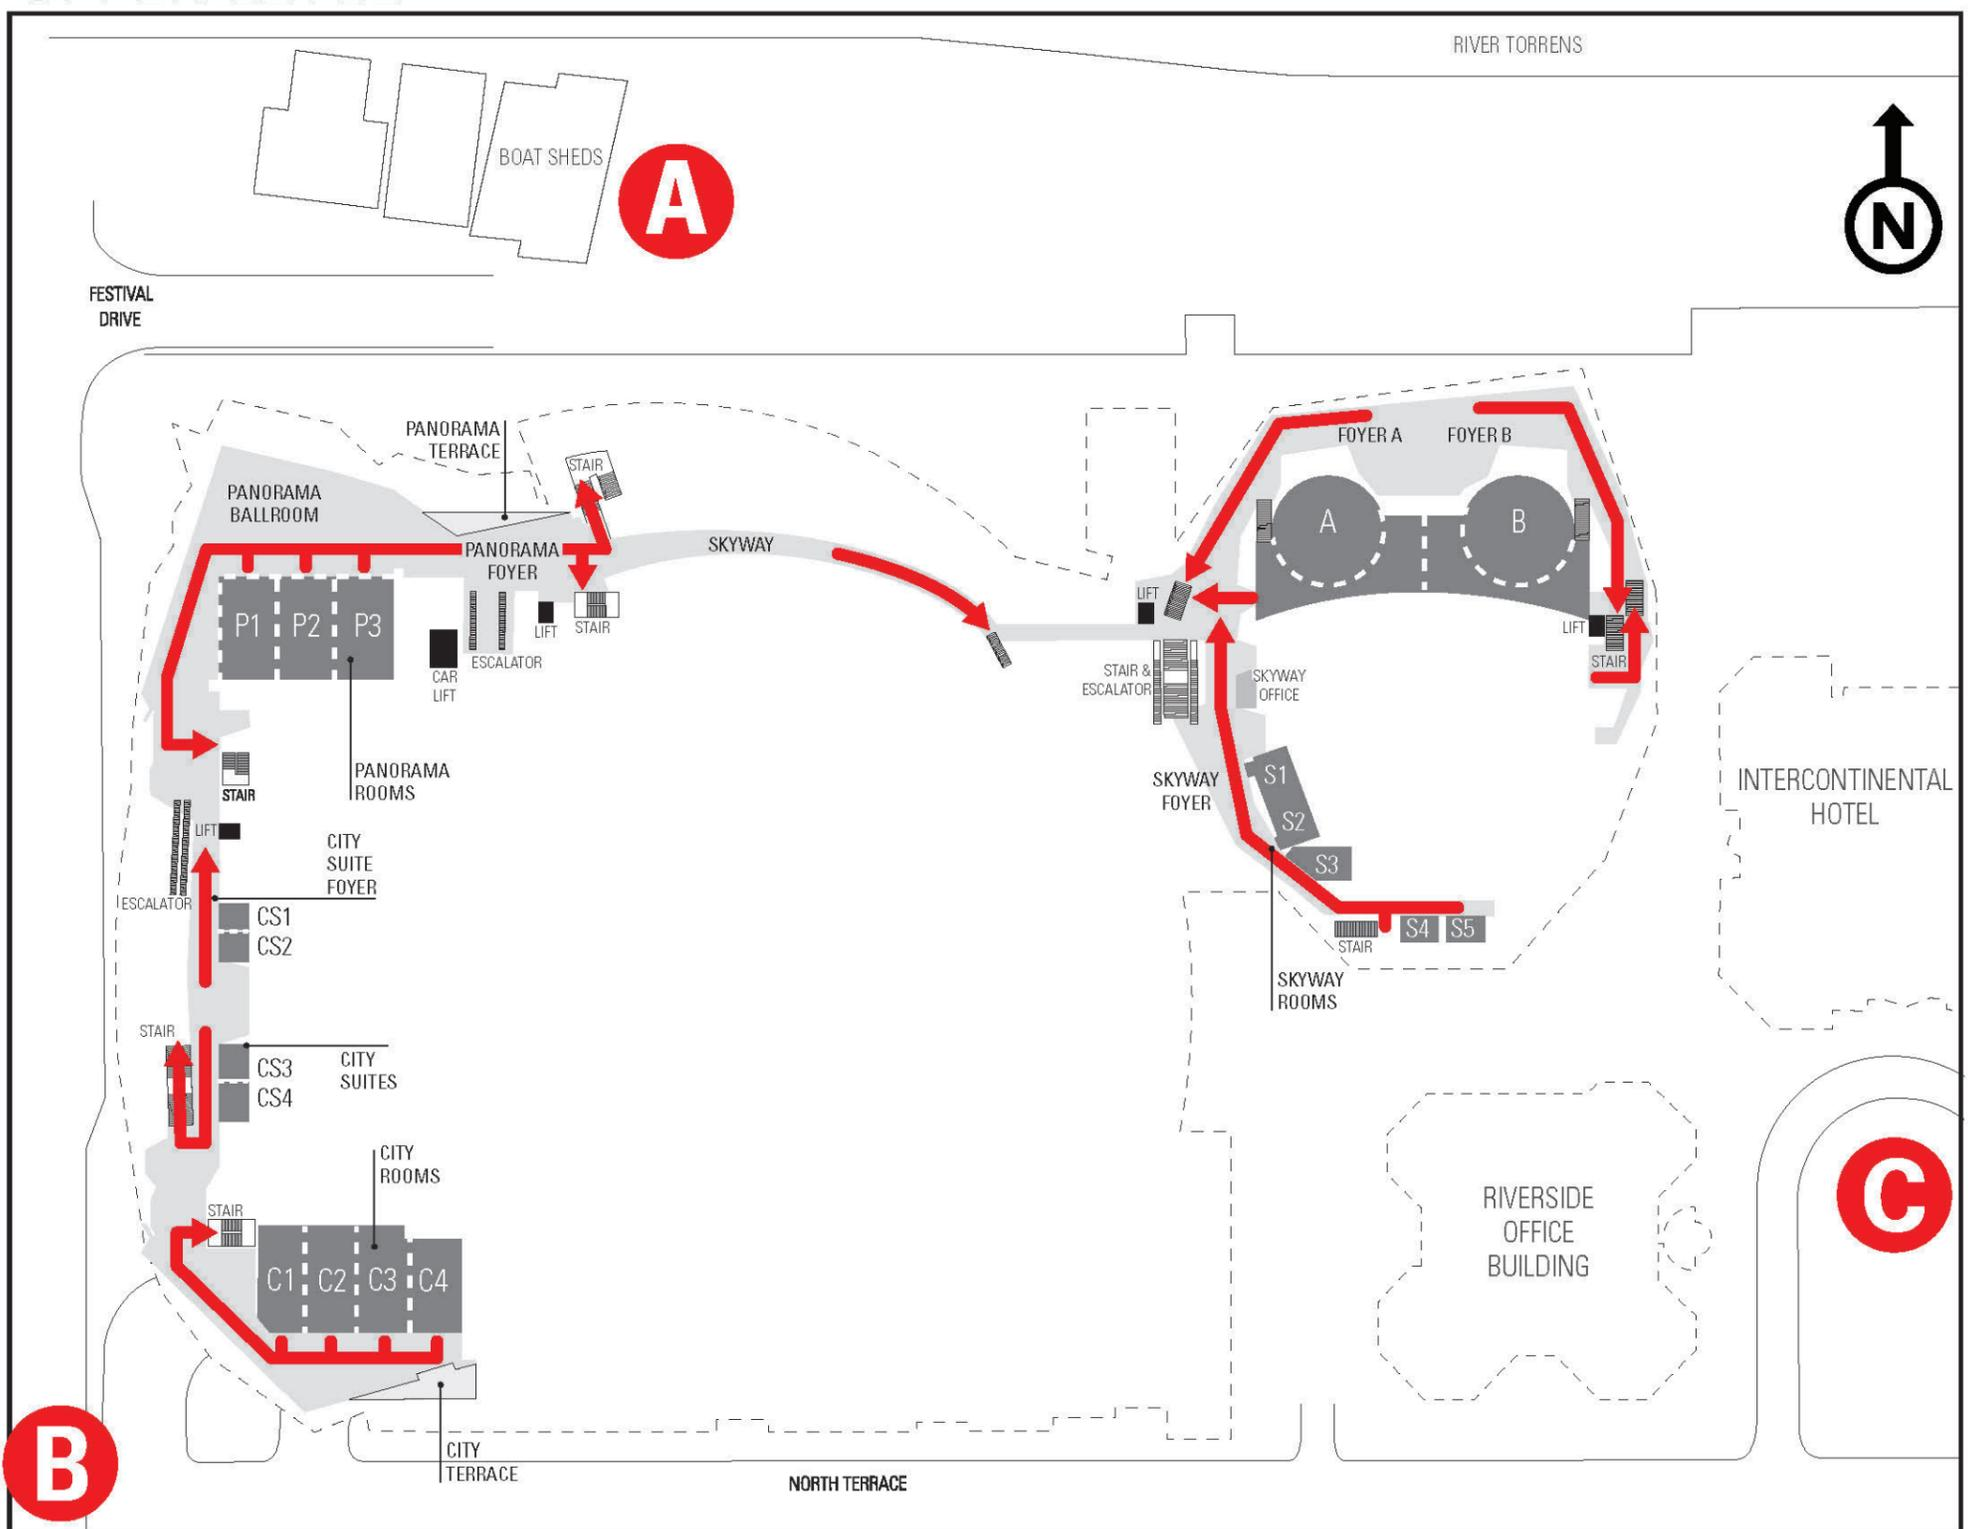 RIVER TORRENS
BOAT SHEDS
A
N
FESTIVAL
DRIVE
PANORAMA
TERRACE
STAIR
PANORAMA
BALLROOM
PANORAMA
FOYER
SKYWAY
FOYER A
FOYER B
A
B
P1
P2
P3
CAR
LIFT
ESCALATOR
LIFT
STAIR
LIFT
STAIR &
ESCALATOR
SKYWAY
OFFICE
LIFT
STAIR
STAIR
PANORAMA
ROOMS
SKYWAY
FOYER
S1
S2
S3
S4
S5
STAIR
SKYWAY
ROOMS
INTERCONTINENTAL
HOTEL
LIFT
CITY
SUITE
FOYER
ESCALATOR
CS1
CS2
STAIR
CS3
CS4
CITY
SUITES
CITY
ROOMS
STAIR
C1
C2
C3
C4
RIVERSIDE
OFFICE
BUILDING
C
B
CITY
TERRACE
NORTH TERRACE